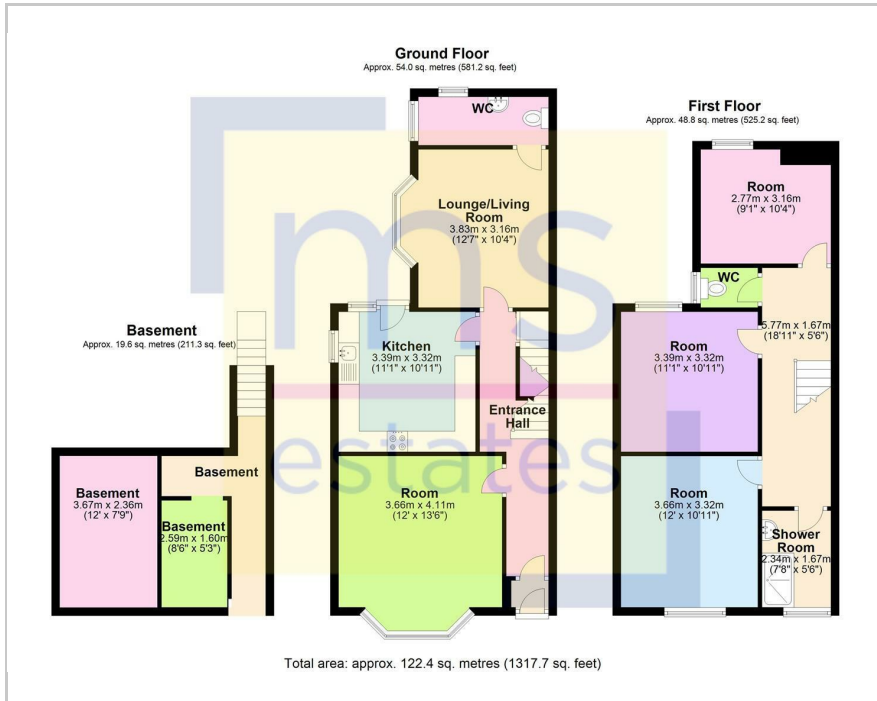 Ground Floor
Approx. 54.0 sq. metres (581.2 sq. feet)
WC
Lounge/Living
Room
3.83m x 3.16m
(12'7" x 10'4")
Kitchen
3.39m x 3.32m
(11'1" x 10'11")
Entrance
Hall
Room
3.66m x 4.11m
(12' x 13'6")
First Floor
Approx. 48.8 sq. metres (525.2 sq. feet)
Room
2.77m x 3.16m
(9'1" x 10'4")
WC
5.77m x 1.67m
(18'11" x 5'6")
Room
3.39m x 3.32m
(11'1" x 10'11")
Room
3.66m x 3.32m
(12' x 10'11")
Shower
Room
2.34m x 1.67m
(7'8" x 5'6")
Basement
Approx. 19.6 sq. metres (211.3 sq. feet)
Basement
Basement
3.67m x 2.36m
(12' x 7'9")
Basement
2.59m x 1.60m
(8'6" x 5'3")
ms
estates
Total area: approx. 122.4 sq. metres (1317.7 sq. feet)